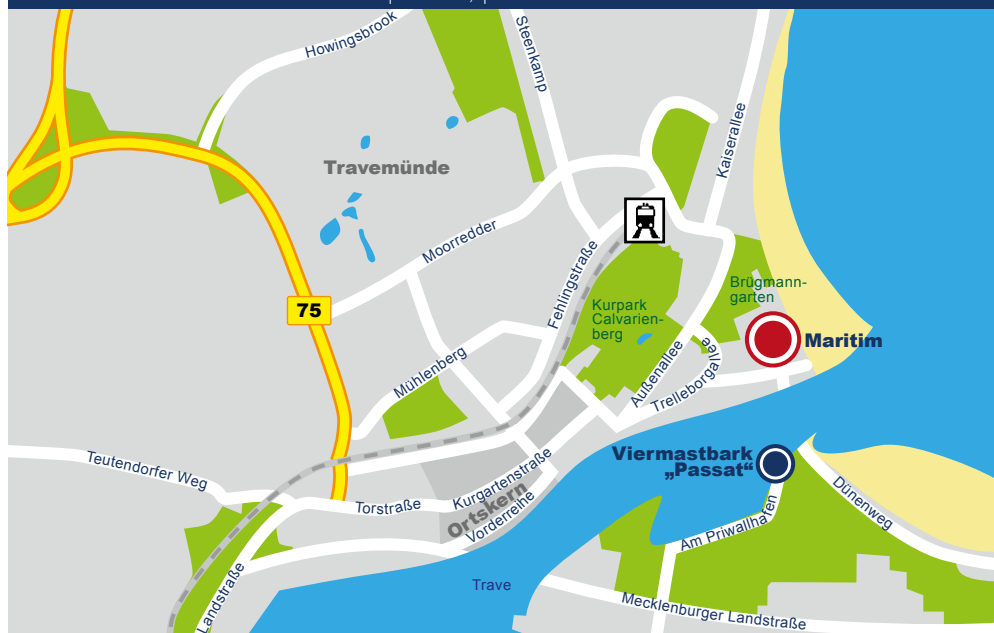 Howingsbrook
Steenkamp
Kaiserallee
Travemünde
Moorredder
Fehlingstraße
Brügmann-
garten
75
Kurpark
Calvarien-
berg
Maritim
Mühlenberg
Außenallee
Trelleborgallee
Teutendorfer Weg
Viermastbark
„Passat“
Kurgartenstraße
Torstraße
Ortskern
Vorderreihe
Dünenweg
Am Priwallhafen
Trave
Landstraße
Mecklenburger Landstraße